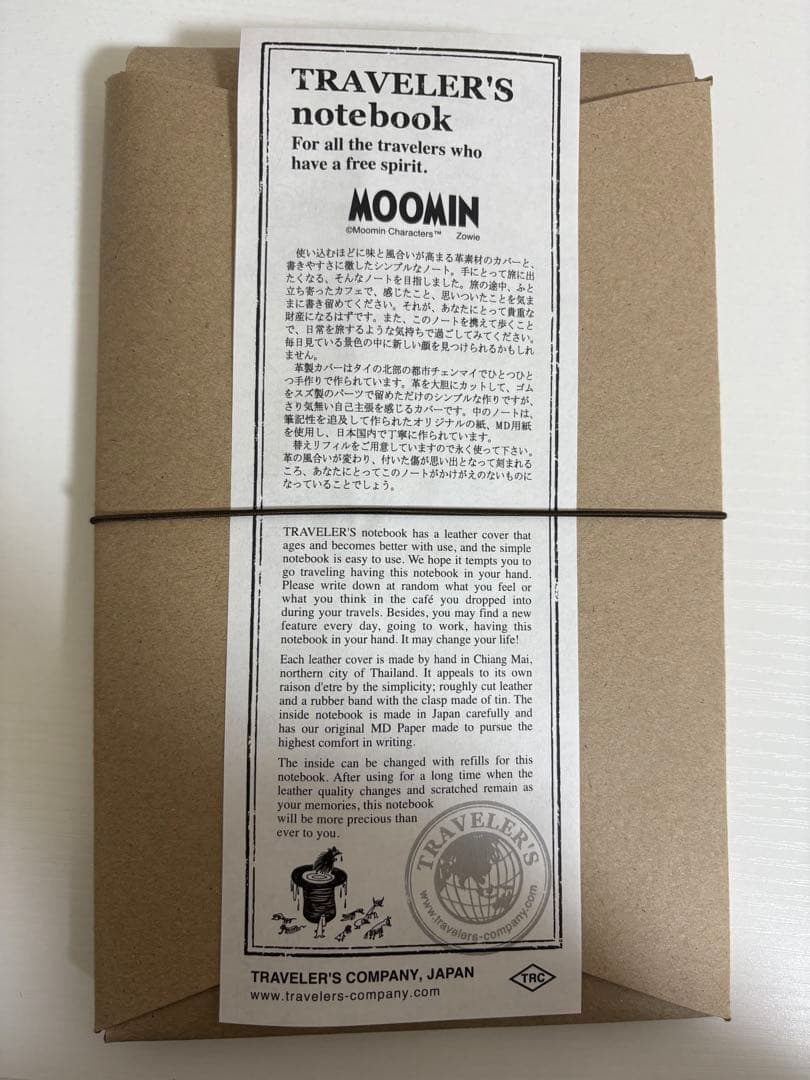 TRAVELER'S
notebook
For all the travelers who
have a free spirit.
MOOMIN
©Moomin Characters™ Zowie
使い込むほどに味と風合いが高まる革素材のカバーと、
書きやすさに徹したシンプルなノート。手にとって旅に出
たくなる、そんなノートを目指しました。旅の途中、ふと
立ち寄ったカフェで、感じたこと、思いついたことを気ま
まに書き留めてください。それが、あなたにとって貴重な
財産になるはずです。また、このノートを携えて歩くこと
で、日常を旅するような気持ちで過ごしてみてください。
毎日見ている景色の中に新しい顔を見つけられるかもしれ
ません。
革製カバーはタイの北部の都市チェンマイでひとつひと
つ手作りで作られています。革を大胆にカットして、ゴム
をスズ製のパーツで留めただけのシンプルな作りですが、
さり気無い自己主張を感じるカバーです。中のノートは、
筆記性を追及して作られたオリジナルの紙、MD用紙
を使用し、日本国内で丁寧に作られています。
替えリフィルをご用意していますので永く使って下さい。
革の風合いが変わり、付いた傷が思い出となって刻まれる
ころ、あなたにとってこのノートがかけがえのないものに
なっていることでしょう。
TRAVELER'S notebook has a leather cover that
ages and becomes better with use, and the simple
notebook is easy to use. We hope it tempts you to
go traveling having this notebook in your hand.
Please write down at random what you feel or
what you think in the café you dropped into
during your travels. Besides, you may find a new
feature every day, going to work, having this
notebook in your hand. It may change your life!
Each leather cover is made by hand in Chiang Mai,
northern city of Thailand. It appeals to its own
raison d'etre by the simplicity; roughly cut leather
and a rubber band with the clasp made of tin. The
inside notebook is made in Japan carefully and
has our original MD Paper made to pursue the
highest comfort in writing.
The inside can be changed with refills for this
notebook. After using for a long time when the
leather quality changes and scratched remain as
your memories, this notebook
will be more precious than
ever to you.
TRAVELER'S
www.travelers-company.com
TRAVELER'S COMPANY, JAPAN
www.travelers-company.com
TRC